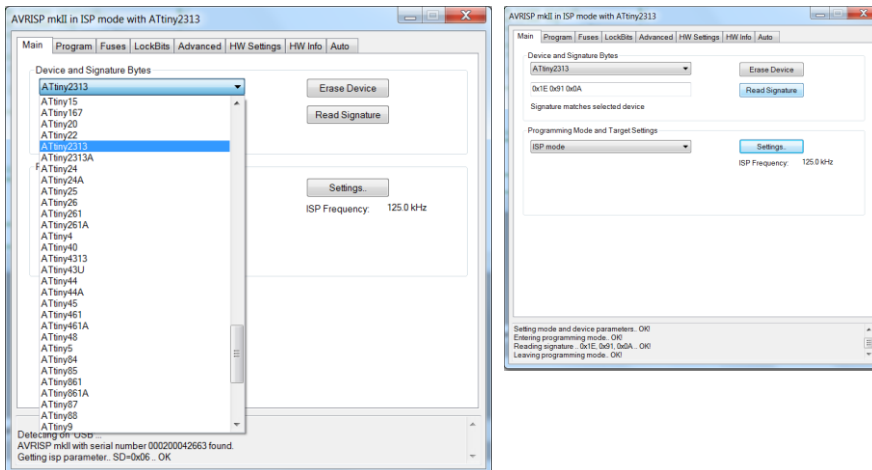 AVRISP mkII in ISP mode with ATtiny2313
Main Program Fuses LockBits Advanced HW Settings HW Info Auto
Device and Signature Bytes
ATtiny2313
Erase Device
Read Signature
ATtiny15
ATtiny167
ATtiny20
ATtiny22
ATtiny2313
ATtiny2313A
ATtiny24
ATtiny24A
ATtiny25
ATtiny26
ATtiny261
ATtiny261A
ATtiny4
ATtiny40
ATtiny4313
ATtiny43U
ATtiny44
ATtiny44A
ATtiny45
ATtiny461
ATtiny461A
ATtiny48
ATtiny5
ATtiny84
ATtiny85
ATtiny861
ATtiny861A
ATtiny87
ATtiny88
ATtiny9
Settings..
ISP Frequency: 125.0 kHz
Detecting on 'USB'...
AVRISP mkII with serial number 000200042663 found.
Getting isp parameter.. SD=0x06 .. OK
AVRISP mkII in ISP mode with ATtiny2313
Main Program Fuses LockBits Advanced HW Settings HW Info Auto
Device and Signature Bytes
ATtiny2313
Erase Device
0x1E 0x91 0x0A
Read Signature
Signature matches selected device
Programming Mode and Target Settings
ISP mode
Settings..
ISP Frequency: 125.0 kHz
Setting mode and device parameters.. OK!
Entering programming mode.. OK!
Reading signature .. 0x1E, 0x91, 0x0A .. OK!
Leaving programming mode.. OK!